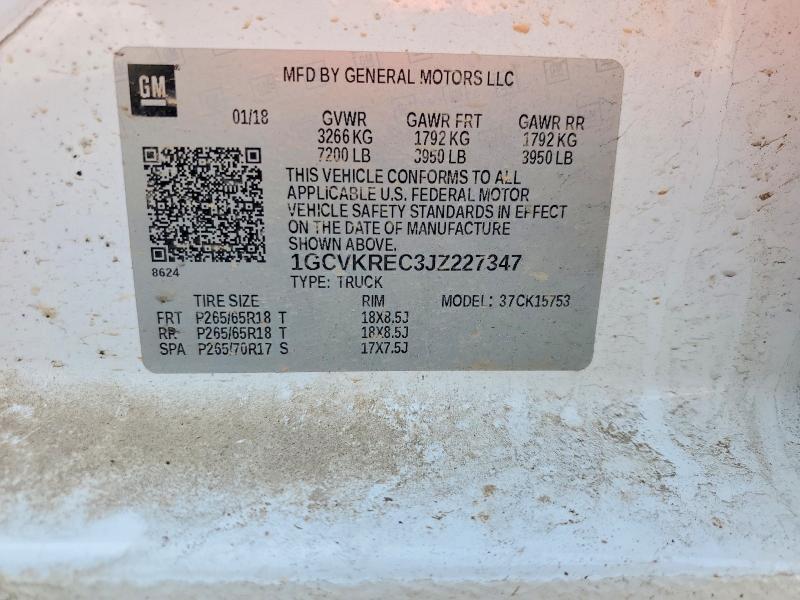 GM
MFD BY GENERAL MOTORS LLC
01/18 GVWR GAWR FRT GAWR RR
3266 KG 1792 KG 1792 KG
7200 LB 3950 LB 3950 LB
THIS VEHICLE CONFORMS TO ALL
APPLICABLE U.S. FEDERAL MOTOR
VEHICLE SAFETY STANDARDS IN EFFECT
ON THE DATE OF MANUFACTURE
SHOWN ABOVE.
8624
1GCVKREC3JZ227347
TYPE: TRUCK
TIRE SIZE RIM MODEL: 37CK15753
FRT P265/65R18 T 18X8.5J
RR P265/65R18 T 18X8.5J
SPA P265/70R17 S 17X7.5J